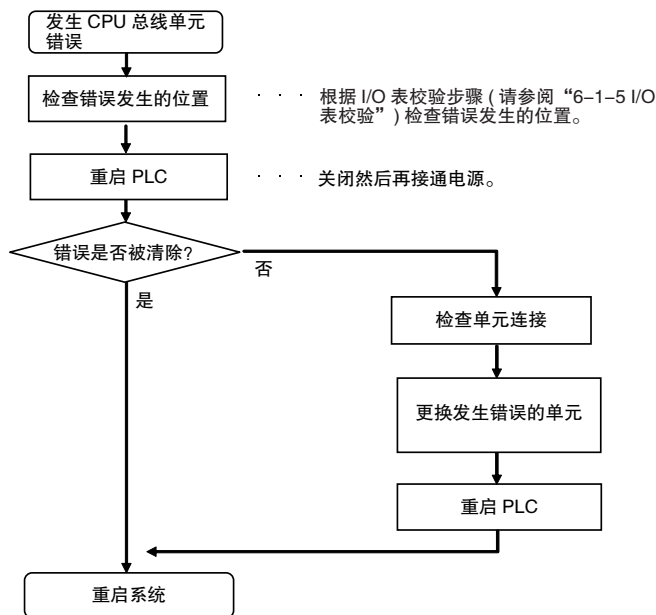 发生 CPU 总线单元
错误
检查错误发生的位置
· · · 根据 I/O 表校验步骤 ( 请参阅 “6–1–5 I/O
表校验” ) 检查错误发生的位置。
重启 PLC
· · · 关闭然后再接通电源。
错误是否被清除?
否
是
检查单元连接
更换发生错误的单元
重启 PLC
重启系统